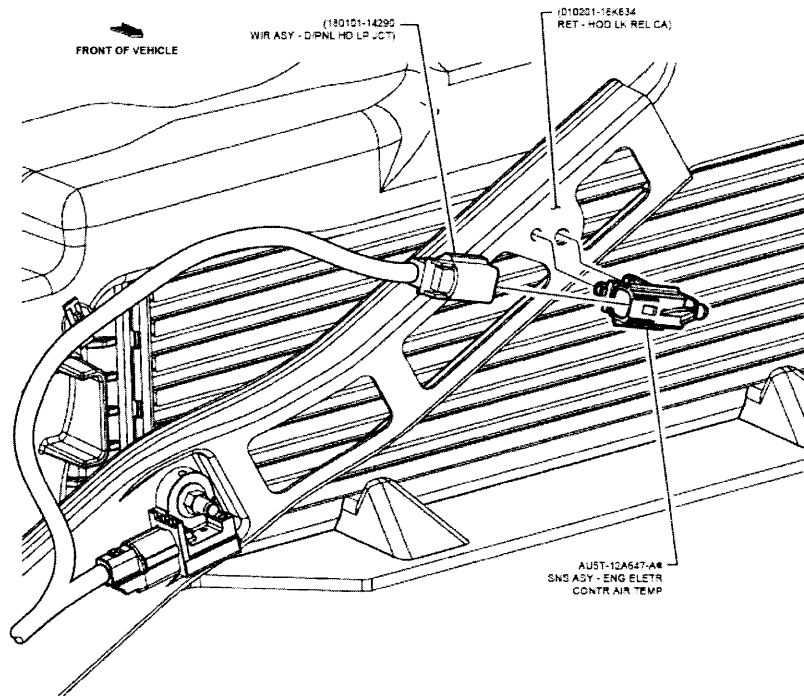 FRONT OF VEHICLE
(180101-14290
WIR ASY - D/PNL HD LP JCT)
(010201-16K634
RET - HOD LK REL CA)
AU5T-12A647-A*
SNS ASY - ENG ELETR
CONTR AIR TEMP